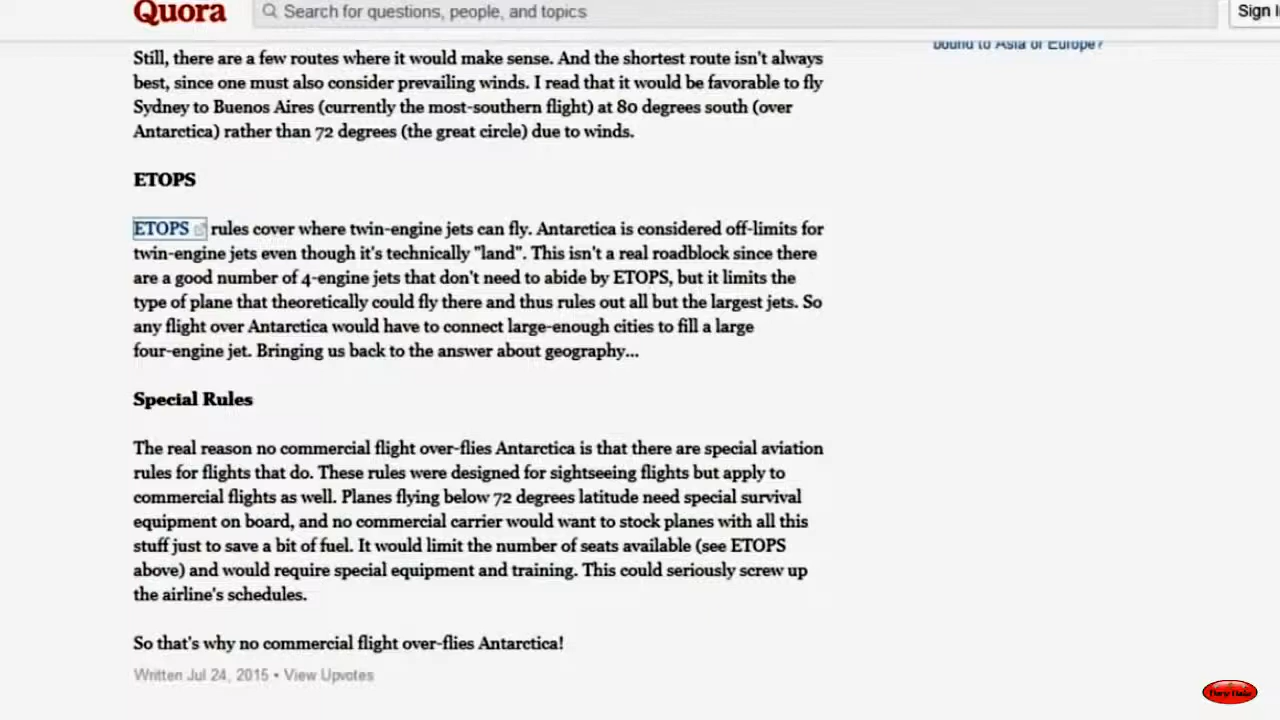 Quora
Search for questions, people, and topics
Sign
bound to Asia or Europe?
Still, there are a few routes where it would make sense. And the shortest route isn't always
best, since one must also consider prevailing winds. I read that it would be favorable to fly
Sydney to Buenos Aires (currently the most-southern flight) at 80 degrees south (over
Antarctica) rather than 72 degrees (the great circle) due to winds.
ETOPS
ETOPS rules cover where twin-engine jets can fly. Antarctica is considered off-limits for
twin-engine jets even though it's technically "land". This isn't a real roadblock since there
are a good number of 4-engine jets that don't need to abide by ETOPS, but it limits the
type of plane that theoretically could fly there and thus rules out all but the largest jets. So
any flight over Antarctica would have to connect large-enough cities to fill a large
four-engine jet. Bringing us back to the answer about geography...
Special Rules
The real reason no commercial flight over-flies Antarctica is that there are special aviation
rules for flights that do. These rules were designed for sightseeing flights but apply to
commercial flights as well. Planes flying below 72 degrees latitude need special survival
equipment on board, and no commercial carrier would want to stock planes with all this
stuff just to save a bit of fuel. It would limit the number of seats available (see ETOPS
above) and would require special equipment and training. This could seriously screw up
the airline's schedules.
So that's why no commercial flight over-flies Antarctica!
Written Jul 24, 2015 • View Upvotes